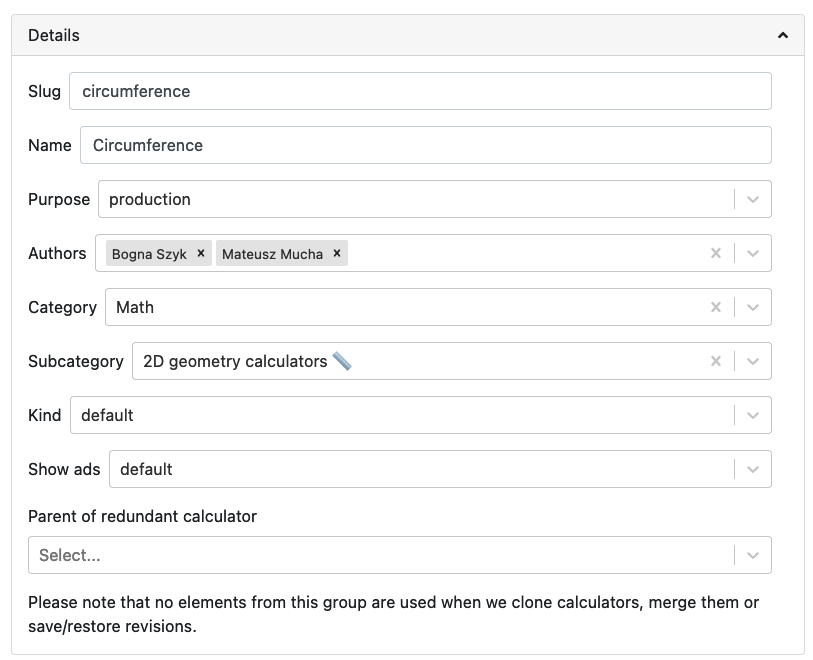 Details
Slug circumference
Name Circumference
Purpose production
Authors Bogna Szyk × Mateusz Mucha ×
Category Math
Subcategory 2D geometry calculators 📏
Kind default
Show ads default
Parent of redundant calculator
Select...
Please note that no elements from this group are used when we clone calculators, merge them or
save/restore revisions.